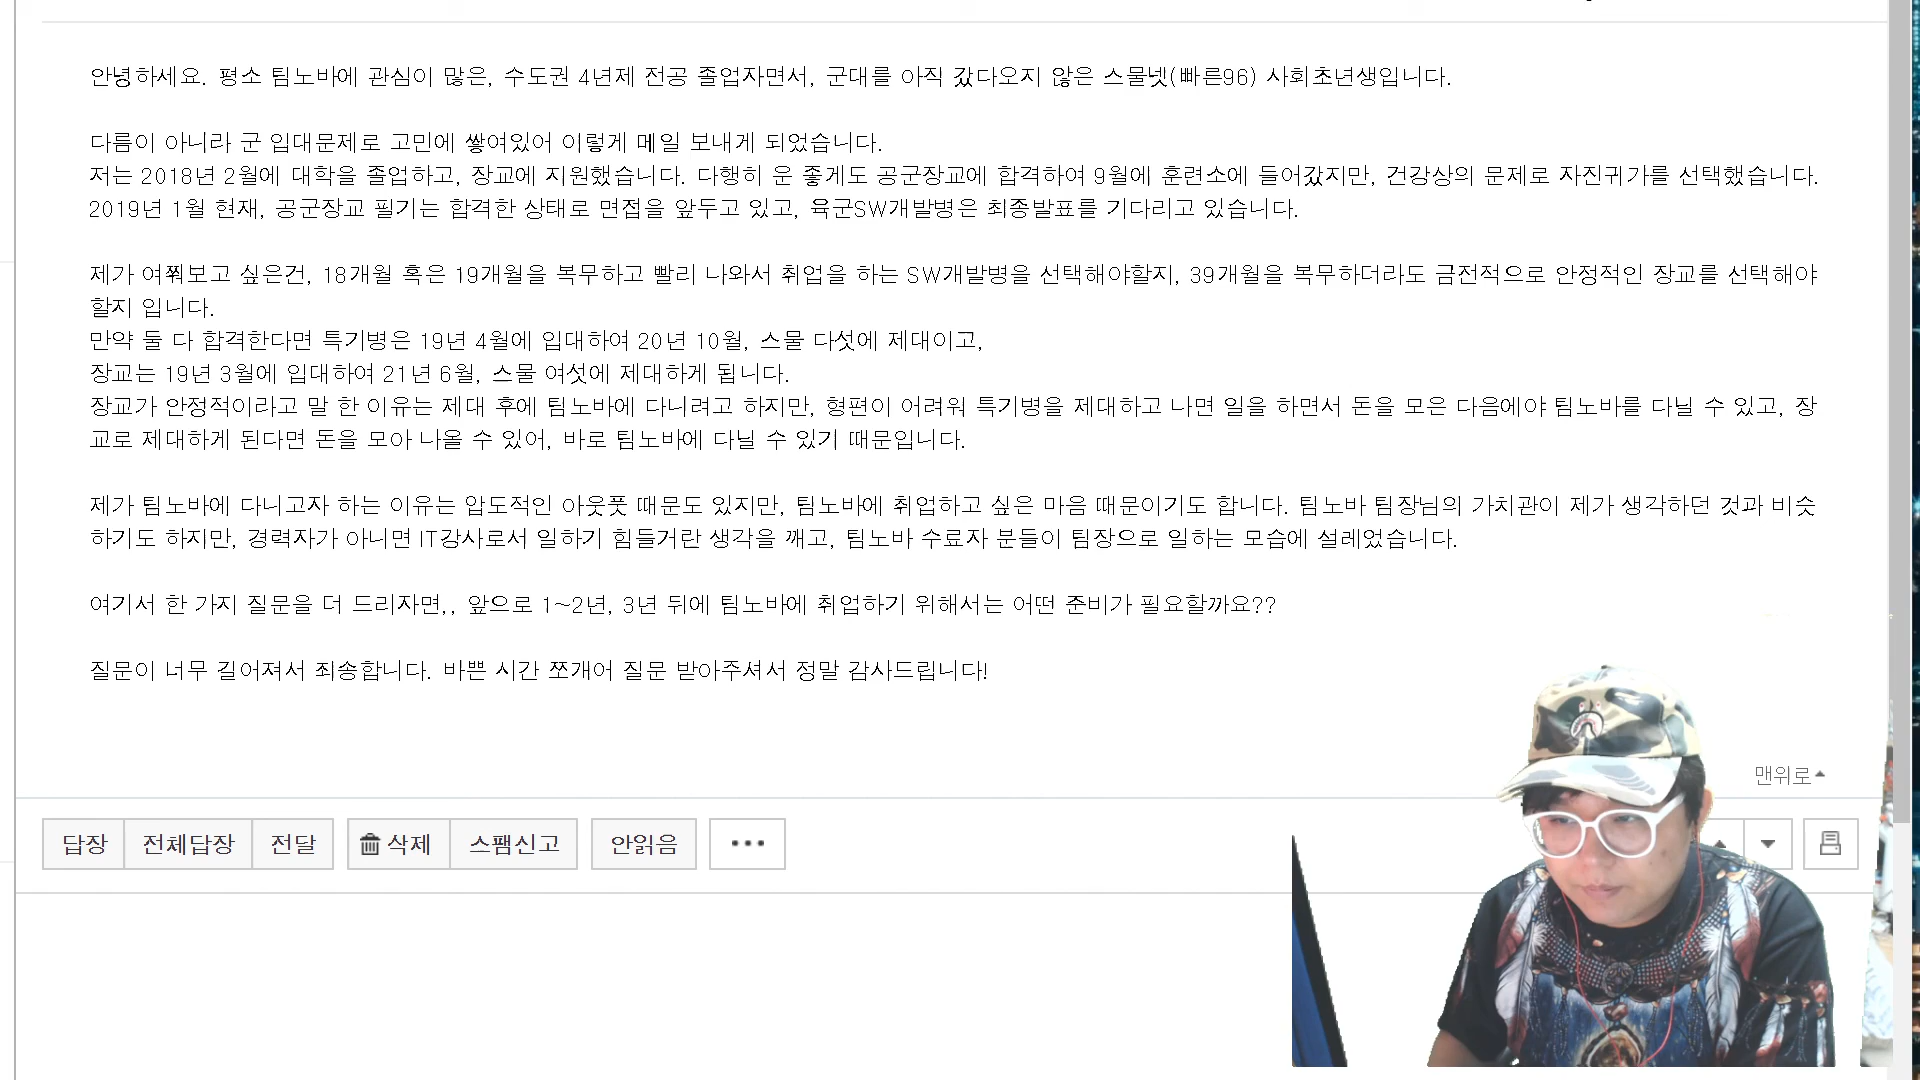 안녕하세요. 평소 팀노바에 관심이 많은, 수도권 4년제 전공 졸업자면서, 군대를 아직 갔다오지 않은 스물넷(빠른96) 사회초년생입니다.
다름이 아니라 군 입대문제로 고민에 쌓여있어 이렇게 메일 보내게 되었습니다.
저는 2018년 2월에 대학을 졸업하고, 장교에 지원했습니다. 다행히 운 좋게도 공군장교에 합격하여 9월에 훈련소에 들어갔지만, 건강상의 문제로 자진귀가를 선택했습니다.
2019년 1월 현재, 공군장교 필기는 합격한 상태로 면접을 앞두고 있고, 육군SW개발병은 최종발표를 기다리고 있습니다.
제가 여쭤보고 싶은건, 18개월 혹은 19개월을 복무하고 빨리 나와서 취업을 하는 SW개발병을 선택해야할지, 39개월을 복무하더라도 금전적으로 안정적인 장교를 선택해야
할지 입니다.
만약 둘 다 합격한다면 특기병은 19년 4월에 입대하여 20년 10월, 스물 다섯에 제대이고,
장교는 19년 3월에 입대하여 21년 6월, 스물 여섯에 제대하게 됩니다.
장교가 안정적이라고 말 한 이유는 제대 후에 팀노바에 다니려고 하지만, 형편이 어려워 특기병을 제대하고 나면 일을 하면서 돈을 모은 다음에야 팀노바를 다닐 수 있고, 장
교로 제대하게 된다면 돈을 모아 나올 수 있어, 바로 팀노바에 다닐 수 있기 때문입니다.
제가 팀노바에 다니고자 하는 이유는 압도적인 아웃풋 때문도 있지만, 팀노바에 취업하고 싶은 마음 때문이기도 합니다. 팀노바 팀장님의 가치관이 제가 생각하던 것과 비슷
하기도 하지만, 경력자가 아니면 IT강사로서 일하기 힘들거란 생각을 깨고, 팀노바 수료자 분들이 팀장으로 일하는 모습에 설레었습니다.
여기서 한 가지 질문을 더 드리자면,, 앞으로 1~2년, 3년 뒤에 팀노바에 취업하기 위해서는 어떤 준비가 필요할까요??
질문이 너무 길어져서 죄송합니다. 바쁜 시간 쪼개어 질문 받아주셔서 정말 감사드립니다!
맨위로
답장 전체답장 전달 삭제 스팸신고 안읽음 •••